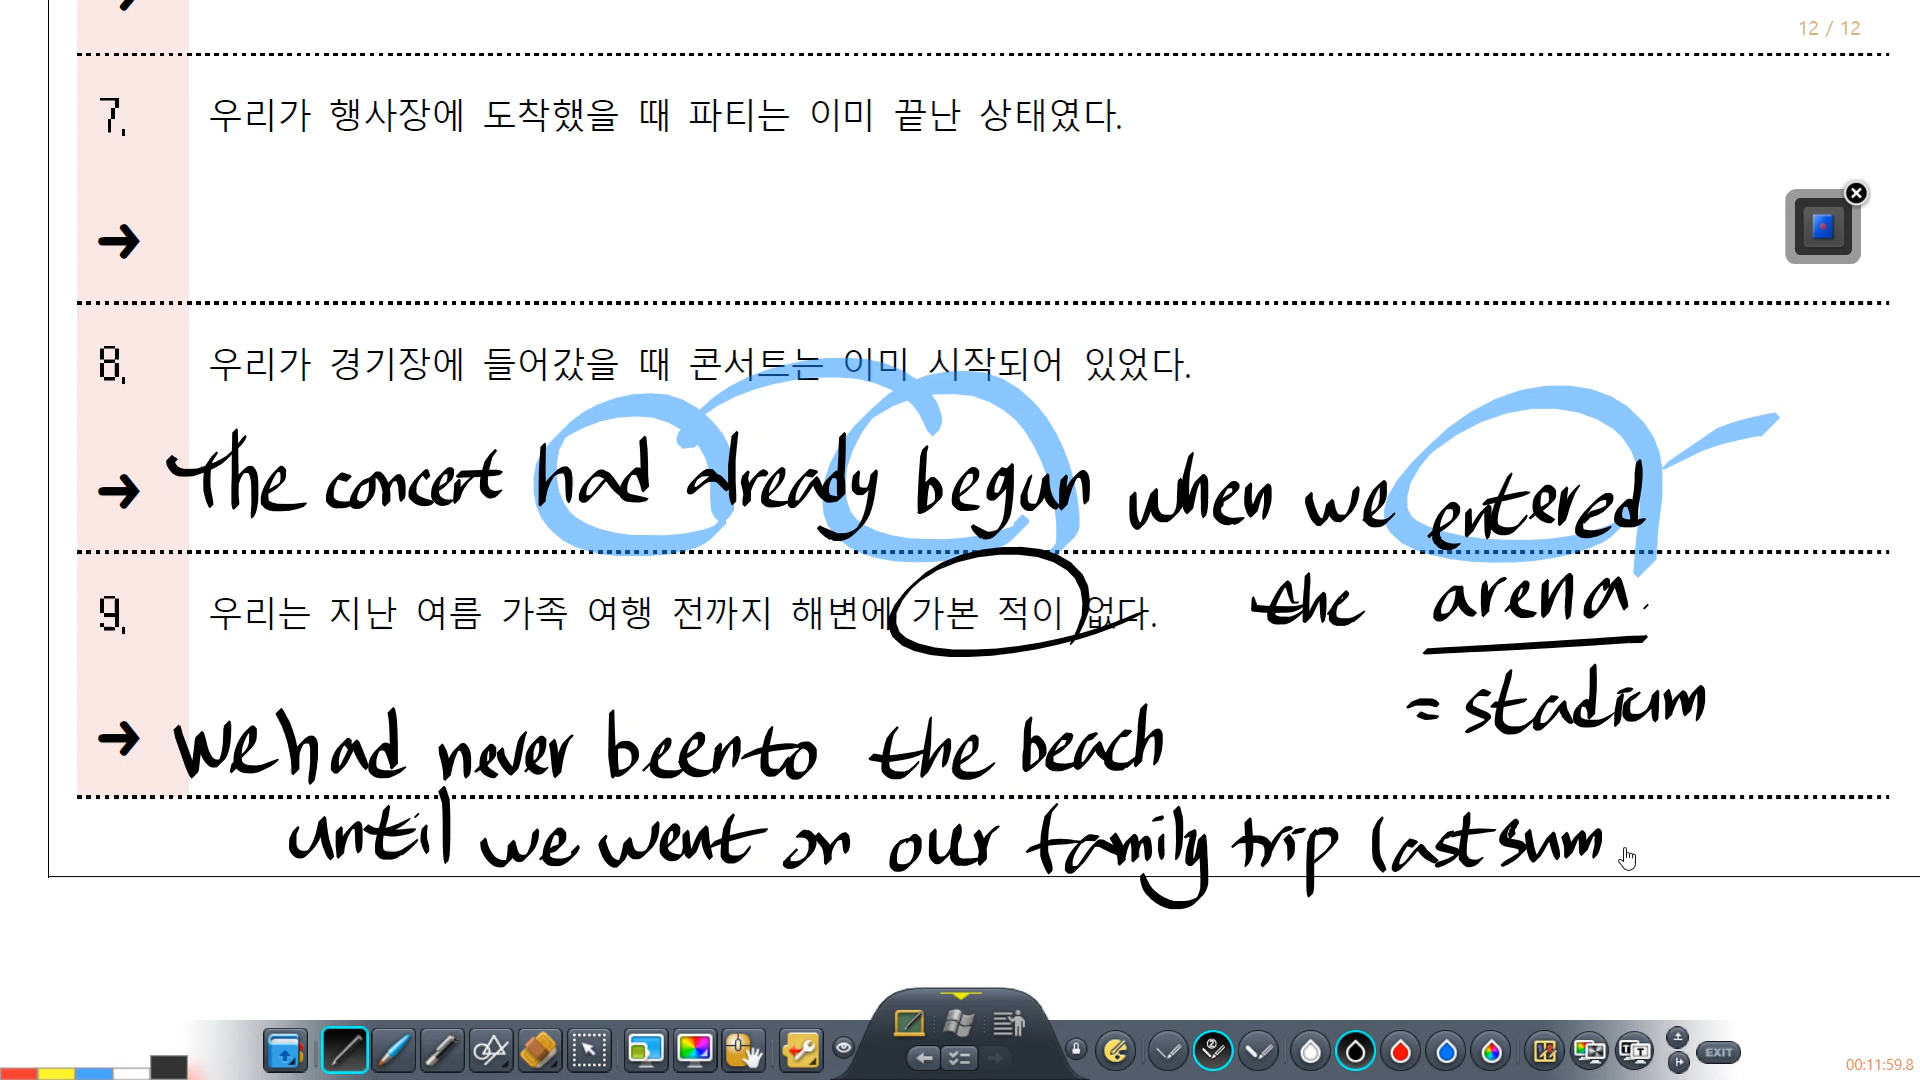 12 / 12
7. 우리가 행사장에 도착했을 때 파티는 이미 끝난 상태였다.
➔
8. 우리가 경기장에 들어갔을 때 콘서트는 이미 시작되어 있었다.
➔ The concert had already begun when we entered
the arena.
= stadium
9. 우리는 지난 여름 가족 여행 전까지 해변에 가본 적이 없다.
➔ We had never been to the beach
until we went on our family trip last sum
EXIT
00:11:59.8